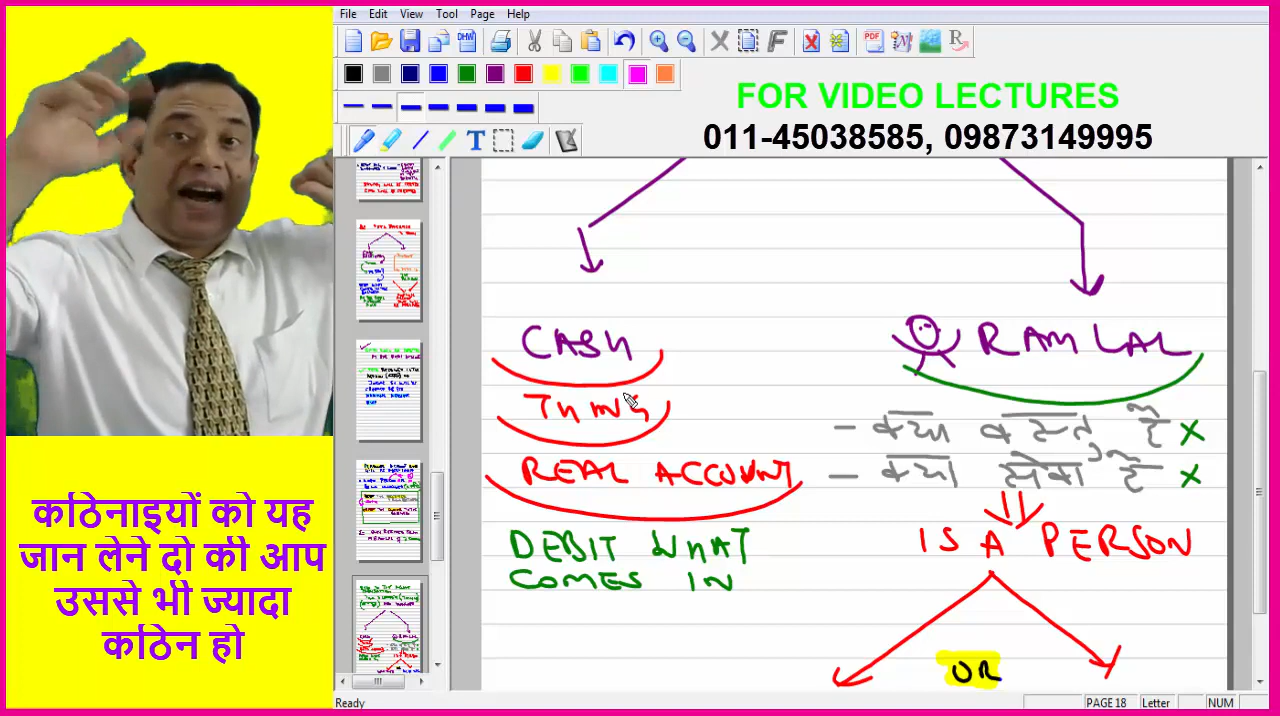 File Edit View Tool Page Help
FOR VIDEO LECTURES
011-45038585, 09873149995
CASH
RAM LAL
THING
- क्या वस्तु है X
REAL ACCOUNT
- क्या सेवा है X
DEBIT WHAT
COMES IN
IS A PERSON
OR
कठिनाइयों को यह
जान लेने दो की आप
उससे भी ज्यादा
कठिन हो
Ready
PAGE 18
Letter
NUM